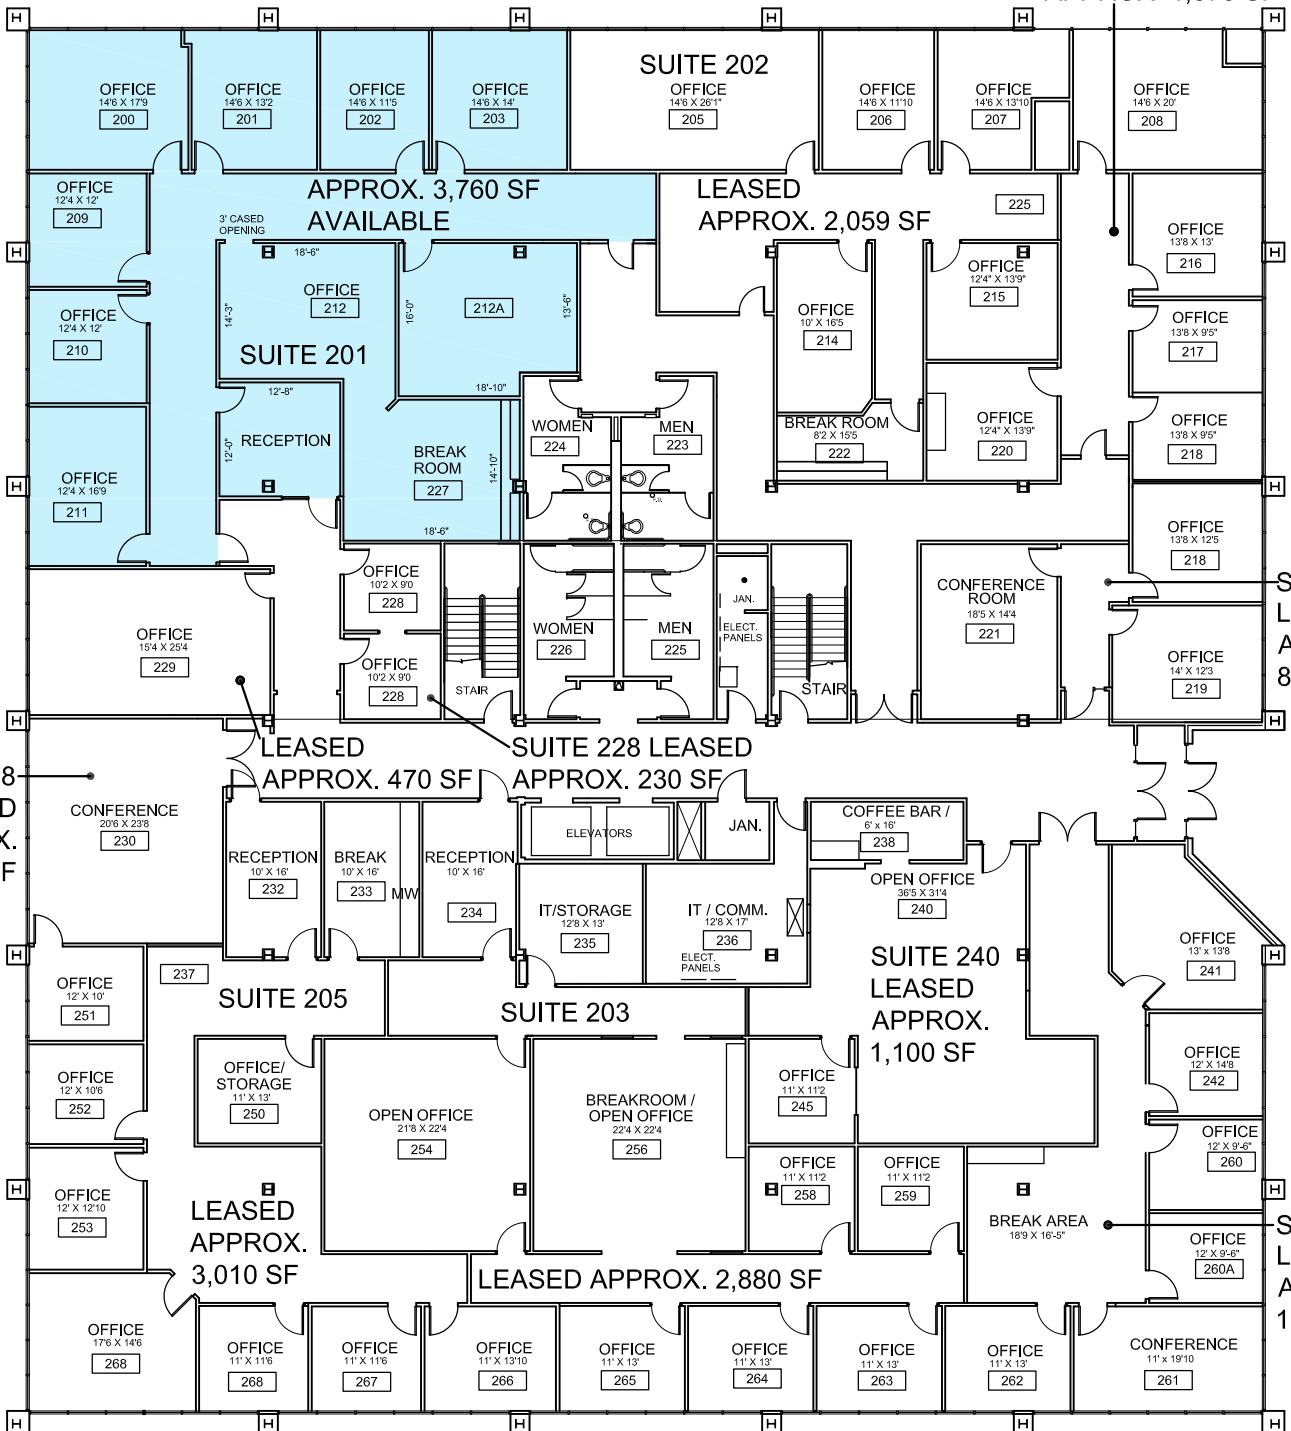 SUITE 202
OFFICE
14'6 X 17'9
200
OFFICE
14'6 X 13'2
201
OFFICE
14'6 X 11'5
202
OFFICE
14'6 X 14'
203
OFFICE
14'6 X 26'1"
205
OFFICE
14'6 X 11'10
206
OFFICE
14'6 X 13'10
207
OFFICE
14'6 X 20'
208
OFFICE
12'4 X 12'
209
APPROX. 3,760 SF
AVAILABLE
3' CASED
OPENING
LEASED
APPROX. 2,059 SF
225
OFFICE
13'8 X 13'
216
18'-6"
OFFICE
212
14'-3"
16'-0"
212A
13'-6"
18'-10"
OFFICE
12'4" X 13'9"
215
OFFICE
10' X 16'5
214
OFFICE
12'4 X 12'
210
SUITE 201
OFFICE
13'8 X 9'5"
217
12'-8"
RECEPTION
12'-0"
BREAK
ROOM
227
14'-10"
18'-6"
WOMEN
224
MEN
223
F.D.
BREAK ROOM
8'2 X 15'5
222
OFFICE
12'4" X 13'9"
220
OFFICE
13'8 X 9'5"
218
OFFICE
12'4 X 16'9
211
OFFICE
13'8 X 12'5
218
OFFICE
10'2 X 9'0
228
OFFICE
15'4 X 25'4
229
OFFICE
10'2 X 9'0
228
STAIR
WOMEN
226
MEN
225
JAN.
ELECT.
PANELS
STAIR
CONFERENCE
ROOM
18'5 X 14'4
221
OFFICE
14' X 12'3
219
S
L
A
8
LEASED
APPROX. 470 SF
SUITE 228 LEASED
APPROX. 230 SF
8
D
X.
F
CONFERENCE
20'6 X 23'8
230
RECEPTION
10' X 16'
232
BREAK
10' X 16'
233
MW
RECEPTION
10' X 16'
234
ELEVATORS
JAN.
COFFEE BAR /
6' x 16'
238
OPEN OFFICE
36'5 X 31'4
240
IT/STORAGE
12'8 X 13'
235
IT / COMM.
12'8 X 17'
236
ELECT.
PANELS
SUITE 240
LEASED
APPROX.
1,100 SF
OFFICE
13' x 13'8
241
237
SUITE 205
SUITE 203
OFFICE
12' X 10'
251
OFFICE
12' X 10'6
252
OFFICE/
STORAGE
11' X 13'
250
OPEN OFFICE
21'8 X 22'4
254
BREAKROOM /
OPEN OFFICE
22'4 X 22'4
256
OFFICE
11' X 11'2
245
OFFICE
12' X 14'8
242
OFFICE
12' X 9'-6"
260
OFFICE
11' X 11'2
258
OFFICE
11' X 11'2
259
OFFICE
12' X 12'10
253
LEASED
APPROX.
3,010 SF
BREAK AREA
18'9 X 16'-5"
OFFICE
12' X 9'-6"
260A
S
L
A
1
LEASED APPROX. 2,880 SF
OFFICE
17'6 X 14'6
268
OFFICE
11' X 11'6
268
OFFICE
11' X 11'6
267
OFFICE
11' X 13'10
266
OFFICE
11' X 13'
265
OFFICE
11' X 13'
264
OFFICE
11' X 13'
263
OFFICE
11' X 13'
262
CONFERENCE
11' x 19'10
261